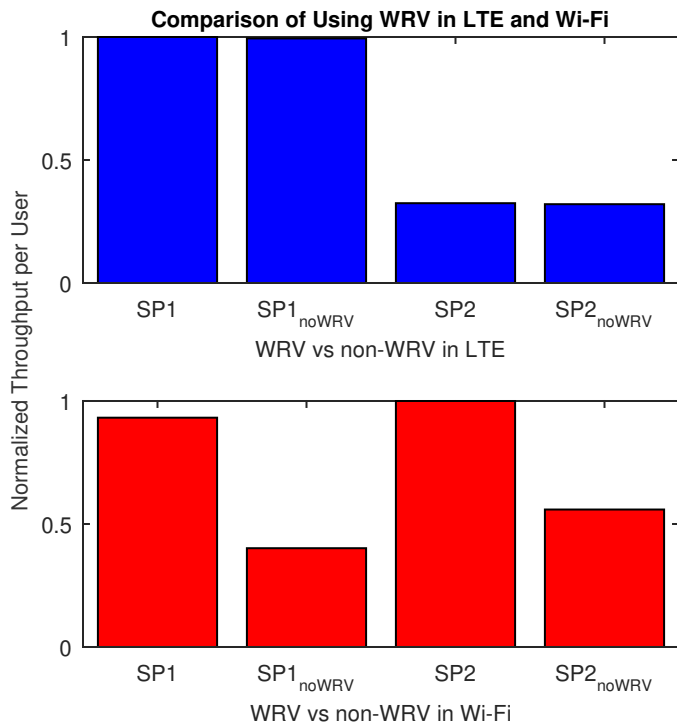 Comparison of Using WRV in LTE and Wi-Fi
Normalized Throughput per User
1
0.5
0
SP1 SP1noWRV SP2 SP2noWRV
WRV vs non-WRV in LTE
1
0.5
0
SP1 SP1noWRV SP2 SP2noWRV
WRV vs non-WRV in Wi-Fi